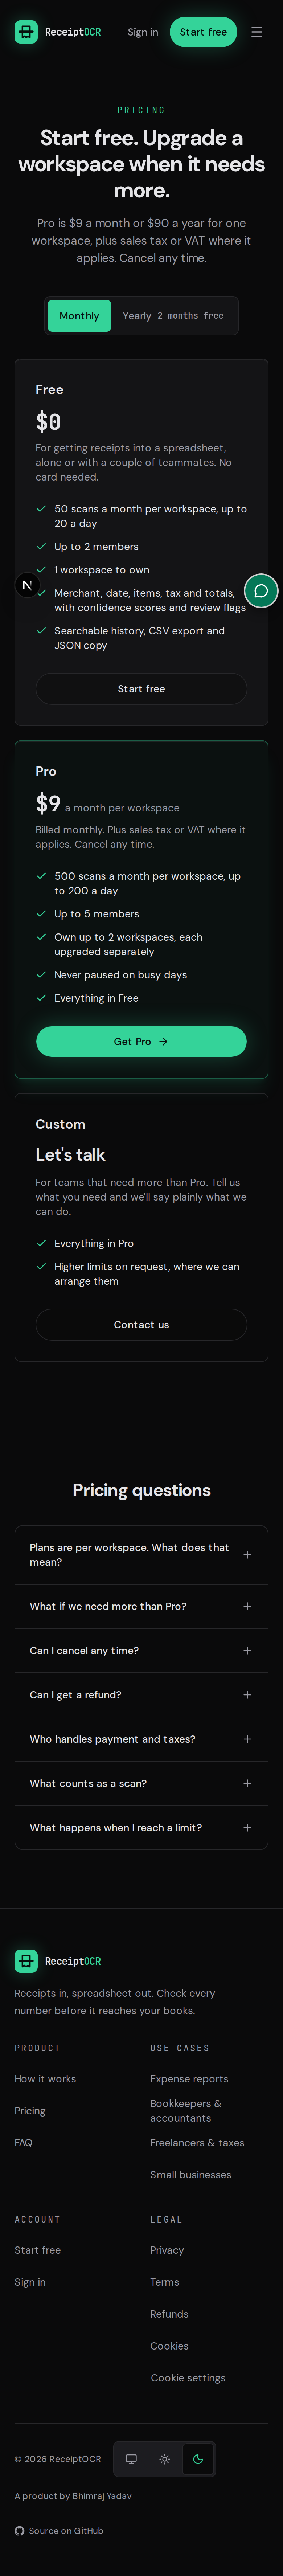 ReceiptOCR
Sign in
Start free
PRICING
Start free. Upgrade a
workspace when it needs
more.
Pro is $9 a month or $90 a year for one
workspace, plus sales tax or VAT where it
applies. Cancel any time.
Monthly
Yearly 2 months free
Free
$0
For getting receipts into a spreadsheet,
alone or with a couple of teammates. No
card needed.
50 scans a month per workspace, up to
20 a day
Up to 2 members
1 workspace to own
N
Merchant, date, items, tax and totals,
with confidence scores and review flags
Searchable history, CSV export and
JSON copy
Start free
Pro
$9 a month per workspace
Billed monthly. Plus sales tax or VAT where it
applies. Cancel any time.
500 scans a month per workspace, up
to 200 a day
Up to 5 members
Own up to 2 workspaces, each
upgraded separately
Never paused on busy days
Everything in Free
Get Pro
Custom
Let's talk
For teams that need more than Pro. Tell us
what you need and we'll say plainly what we
can do.
Everything in Pro
Higher limits on request, where we can
arrange them
Contact us
Pricing questions
Plans are per workspace. What does that
mean?
What if we need more than Pro?
Can I cancel any time?
Can I get a refund?
Who handles payment and taxes?
What counts as a scan?
What happens when I reach a limit?
ReceiptOCR
Receipts in, spreadsheet out. Check every
number before it reaches your books.
PRODUCT
How it works
Pricing
FAQ
USE CASES
Expense reports
Bookkeepers &
accountants
Freelancers & taxes
Small businesses
ACCOUNT
Start free
Sign in
LEGAL
Privacy
Terms
Refunds
Cookies
Cookie settings
© 2026 ReceiptOCR
A product by Bhimraj Yadav
Source on GitHub